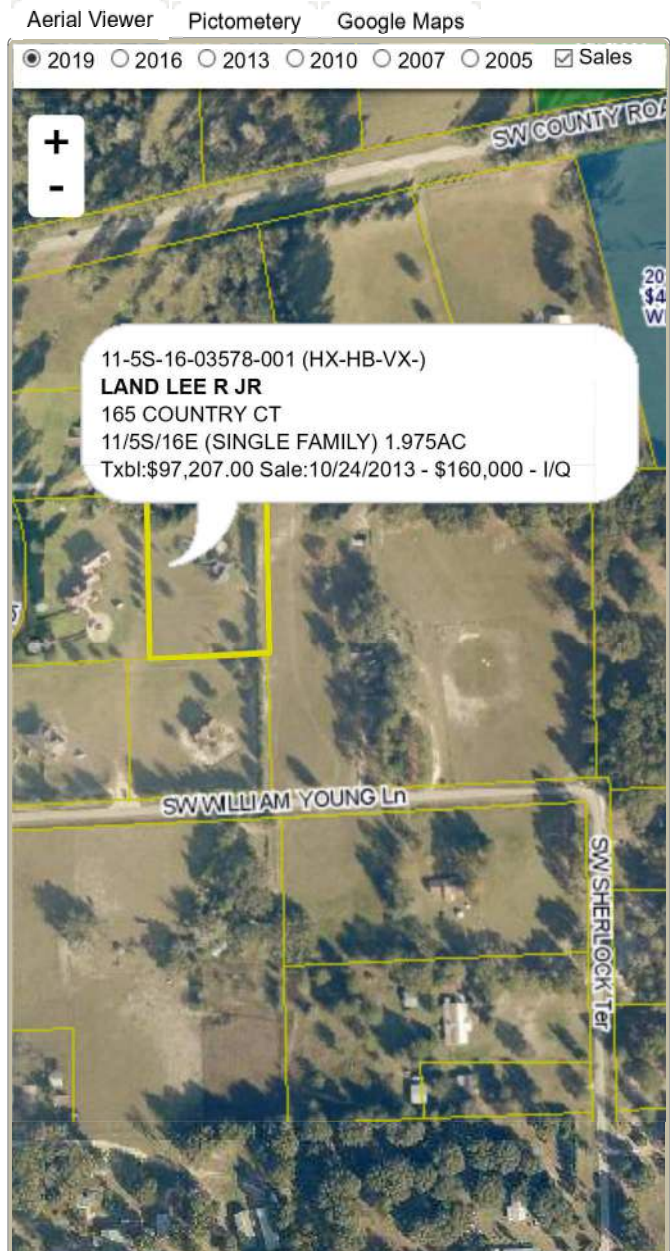 Aerial Viewer Pictometery Google Maps
2019 2016 2013 2010 2007 2005 Sales
+
-
SW COUNTY ROA
20
$4
W
11-5S-16-03578-001 (HX-HB-VX-)
LAND LEE R JR
165 COUNTRY CT
11/5S/16E (SINGLE FAMILY) 1.975AC
Txbl:$97,207.00 Sale:10/24/2013 - $160,000 - I/Q
SW WILLIAM YOUNG Ln
SW SHERLOCK Ter